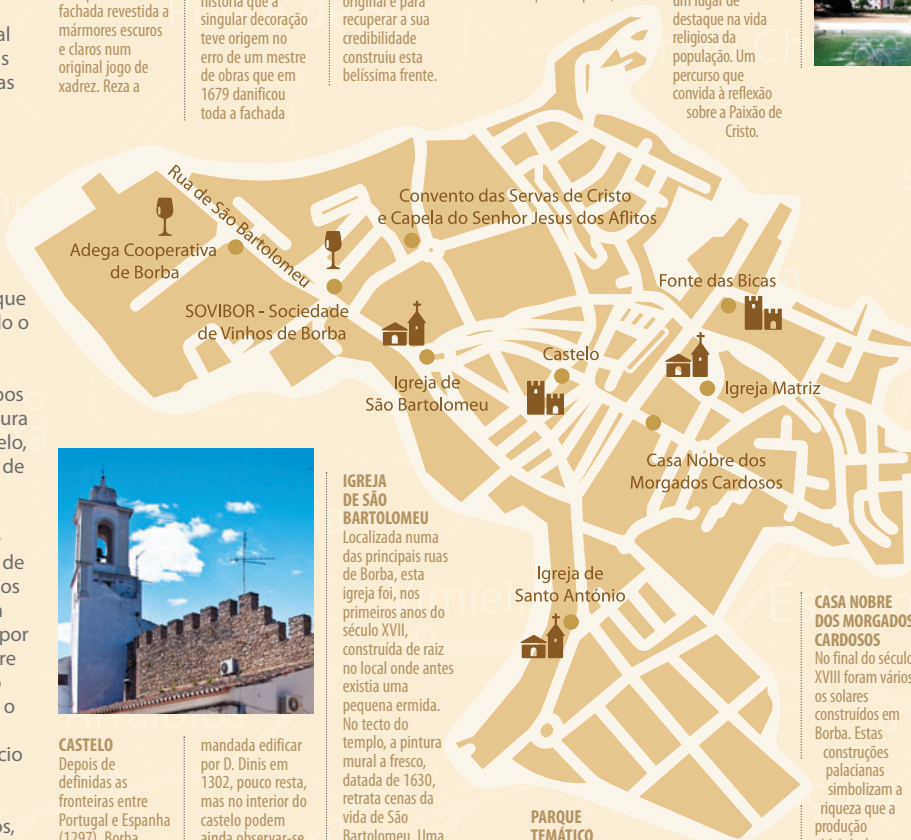 fachada revestida a
mármores escuros
e claros num
original jogo de
xadrez. Reza a
história que a
singular decoração
teve origem no
erro de um mestre
de obras que em
1679 danificou
toda a fachada
original e para
recuperar a sua
credibilidade
construiu esta
belíssima frente.
um lugar de
destaque na vida
religiosa da
população. Um
percurso que
convida à reflexão
sobre a Paixão de
Cristo.
Rua de São Bartolomeu
Convento das Servas de Cristo
e Capela do Senhor Jesus dos Aflitos
Adega Cooperativa
de Borba
SOVIBOR - Sociedade
de Vinhos de Borba
Fonte das Bicas
Castelo
Igreja de
São Bartolomeu
Igreja Matriz
Casa Nobre dos
Morgados Cardosos
Igreja de
Santo António
que
de
de
por
o
IGREJA
DE SÃO
BARTOLOMEU
Localizada numa
das principais ruas
de Borba, esta
igreja foi, nos
primeiros anos do
século XVII,
construída de raiz
no local onde antes
existia uma
pequena ermida.
No tecto do
templo, a pintura
mural a fresco,
datada de 1630,
retrata cenas da
vida de São
Bartolomeu. Uma
CASTELO
Depois de
definidas as
fronteiras entre
Portugal e Espanha
(1297), Borba
mandada edificar
por D. Dinis em
1302, pouco resta,
mas no interior do
castelo podem
ainda observar-se
PARQUE
TEMÁTICO
CASA NOBRE
DOS MORGADOS
CARDOSOS
No final do século
XVIII foram vários
os solares
construídos em
Borba. Estas
construções
palacianas
simbolizam a
riqueza que a
produção